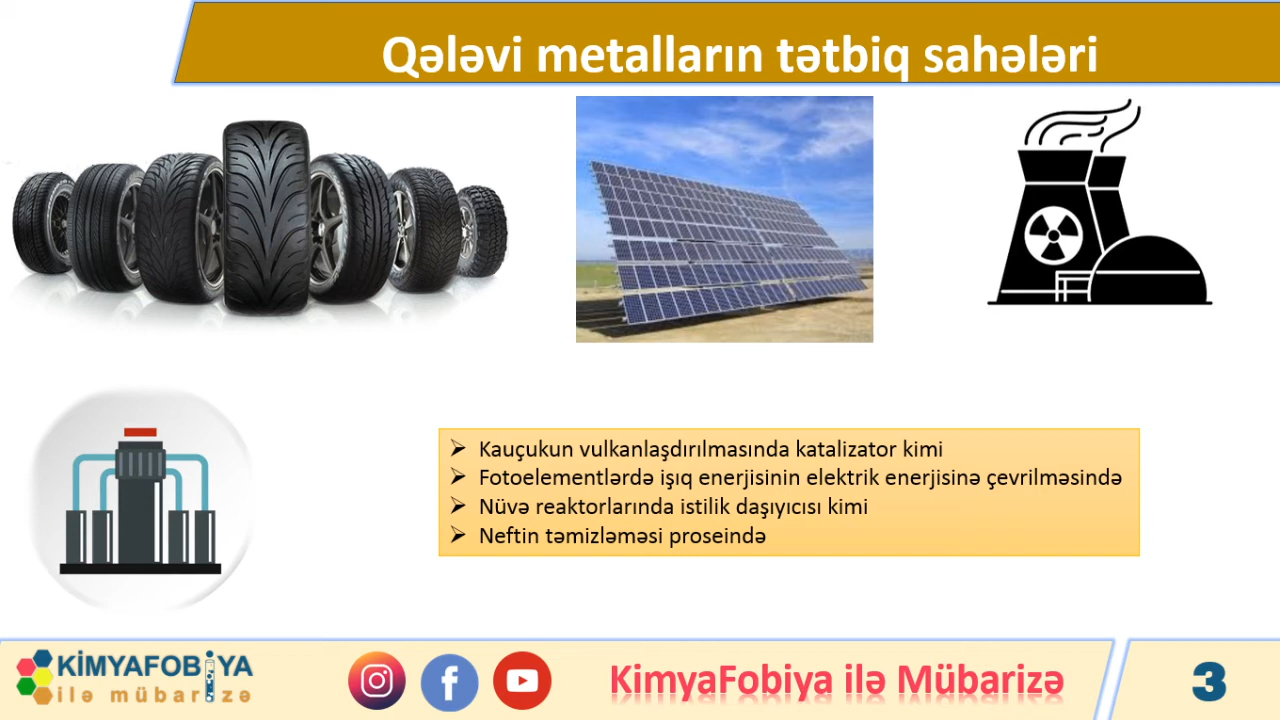 Qələvi metalların tətbiq sahələri
Kauçukun vulkanlaşdırılmasında katalizator kimi
Fotoelementlərdə işıq enerjisinin elektrik enerjisinə çevrilməsində
Nüvə reaktorlarında istilik daşıyıcısı kimi
Neftin təmizləməsi proseində
KİMYAFOBİYA
ilə mübarizə
KimyaFobiya ilə Mübarizə
3